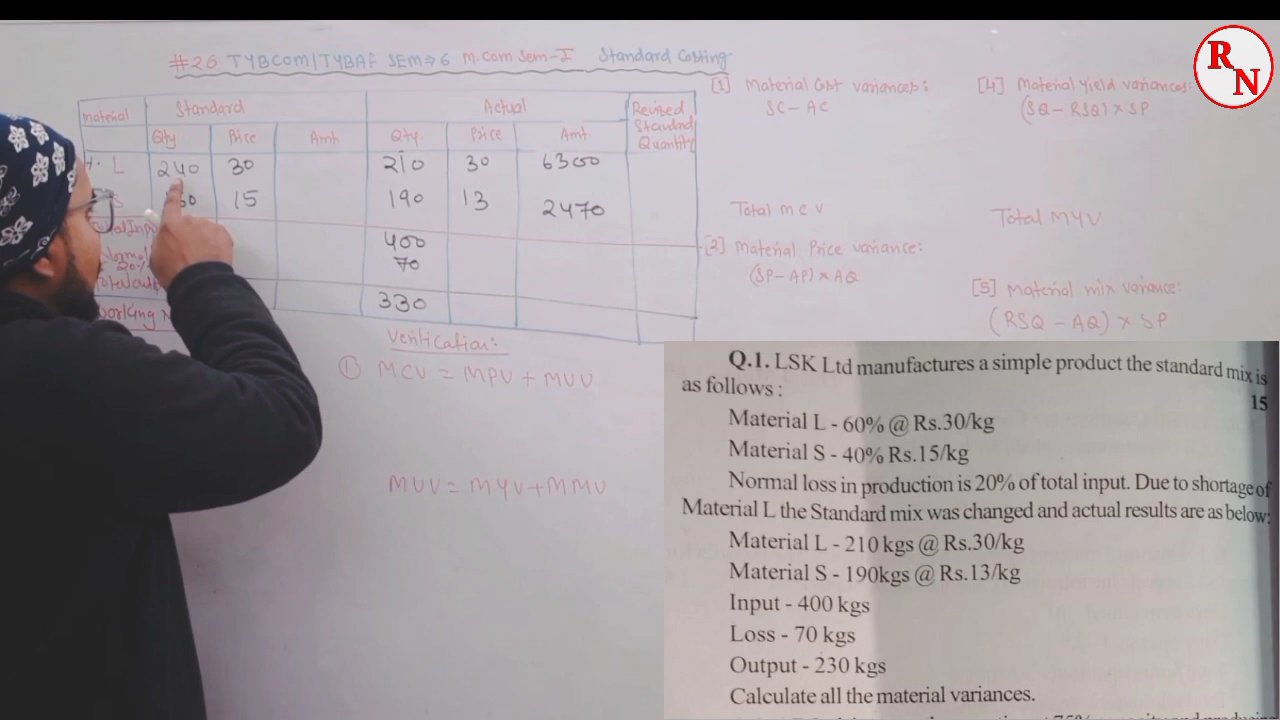 RN
#26 TYBCOM/TYBAF SEM-6 M.Com Sem-I Standard Costing
Material Standard Actual Revised Standard Quantity
Qty Price Amt Qty. Price Amt
L 240 30 210 30 6300
15 190 13 2470
400
70
330
Verification:
① MCV = MPV + MUV
MUV = MYV + MMV
[1] Material Cost variances:
SC - AC
Total MCV
[2] Material Price variance:
(SP - AP) × AQ
[4] Material yield variances:
(SQ - RSQ) × SP
Total MYV
[5] Material mix variance:
(RSQ - AQ) × SP
Q.1. LSK Ltd manufactures a simple product the standard mix is
as follows : 15
Material L - 60% @ Rs.30/kg
Material S - 40% Rs.15/kg
Normal loss in production is 20% of total input. Due to shortage of
Material L the Standard mix was changed and actual results are as below:
Material L - 210 kgs @ Rs.30/kg
Material S - 190kgs @ Rs.13/kg
Input - 400 kgs
Loss - 70 kgs
Output - 230 kgs
Calculate all the material variances.